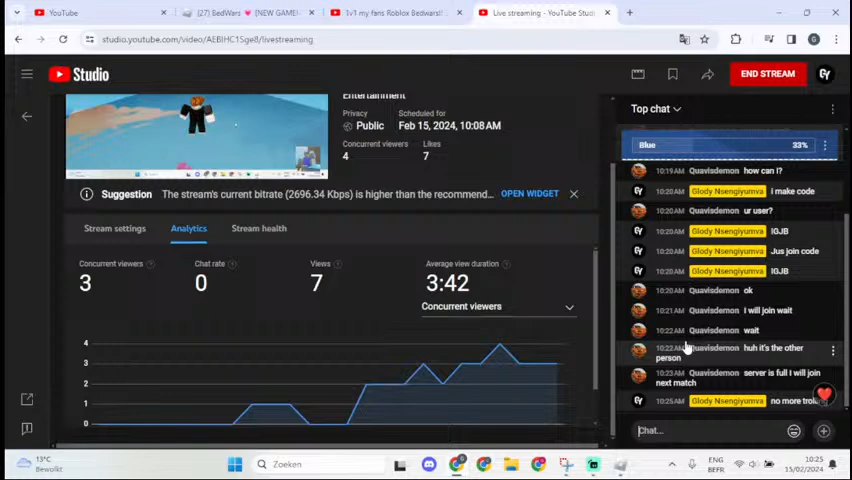 YouTube
(27) BedWars 💗 (NEW GAME!
"1v1 my fans Roblox Bedwars!!
Live streaming - YouTube Studi
studio.youtube.com/video/AEBIHC1Sge8/livestreaming
G
Studio
END STREAM
GY
Entertainment
Privacy
Scheduled for
Public
Feb 15, 2024, 10:08 AM
Concurrent viewers
Likes
4
7
Suggestion
The stream's current bitrate (2696.34 Kbps) is higher than the recommend...
OPEN WIDGET
Stream settings
Analytics
Stream health
Concurrent viewers
Chat rate
Views
Average view duration
3
0
7
3:42
Concurrent viewers
4
3
2
1
0
Top chat
Blue
33%
10:19 AM Quavisdemon how can I?
10:20 AM Glody Nsengiyumva i make code
10:20 AM Quavisdemon ur user?
10:20 AM Glody Nsengiyumva IGJB
10:20 AM Glody Nsengiyumva Jus join code
10:20 AM Glody Nsengiyumva IGJB
10:20 AM Quavisdemon ok
10:21 AM Quavisdemon I will join wait
10:22 AM Quavisdemon wait
10:22 AM Quavisdemon huh it's the other
person
10:23 AM Quavisdemon server is full I will join
next match
10:25 AM Glody Nsengiyumva no more
Chat...
13°C
Bewolkt
Zoeken
ENG
BEFR
10:25
15/02/2024